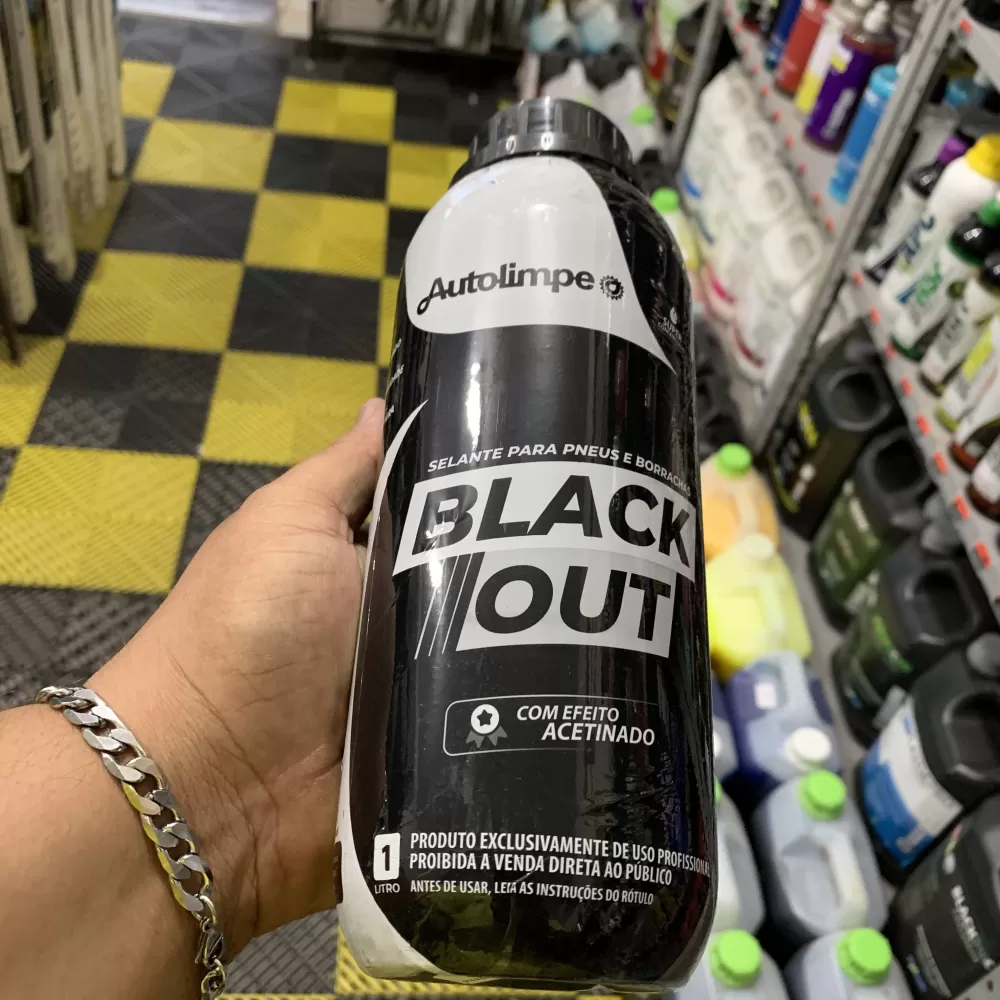 Autolimpe
SELANTE PARA PNEUS E BORRACHAS
BLACK
OUT
COM EFEITO
ACETINADO
1
LITRO
PRODUTO EXCLUSIVAMENTE DE USO PROFISSIONAL
PROIBIDA A VENDA DIRETA AO PÚBLICO
ANTES DE USAR, LEIA AS INSTRUÇÕES DO RÓTULO